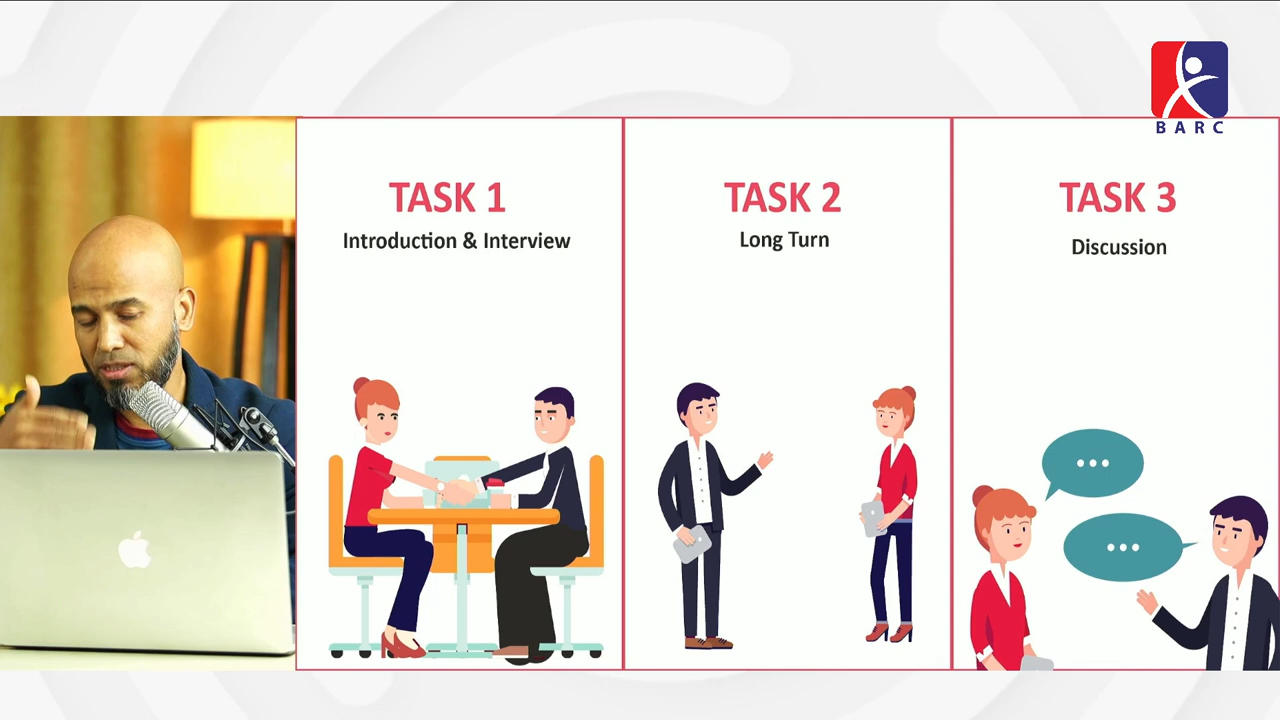 BARC
TASK 1
Introduction & Interview
TASK 2
Long Turn
TASK 3
Discussion